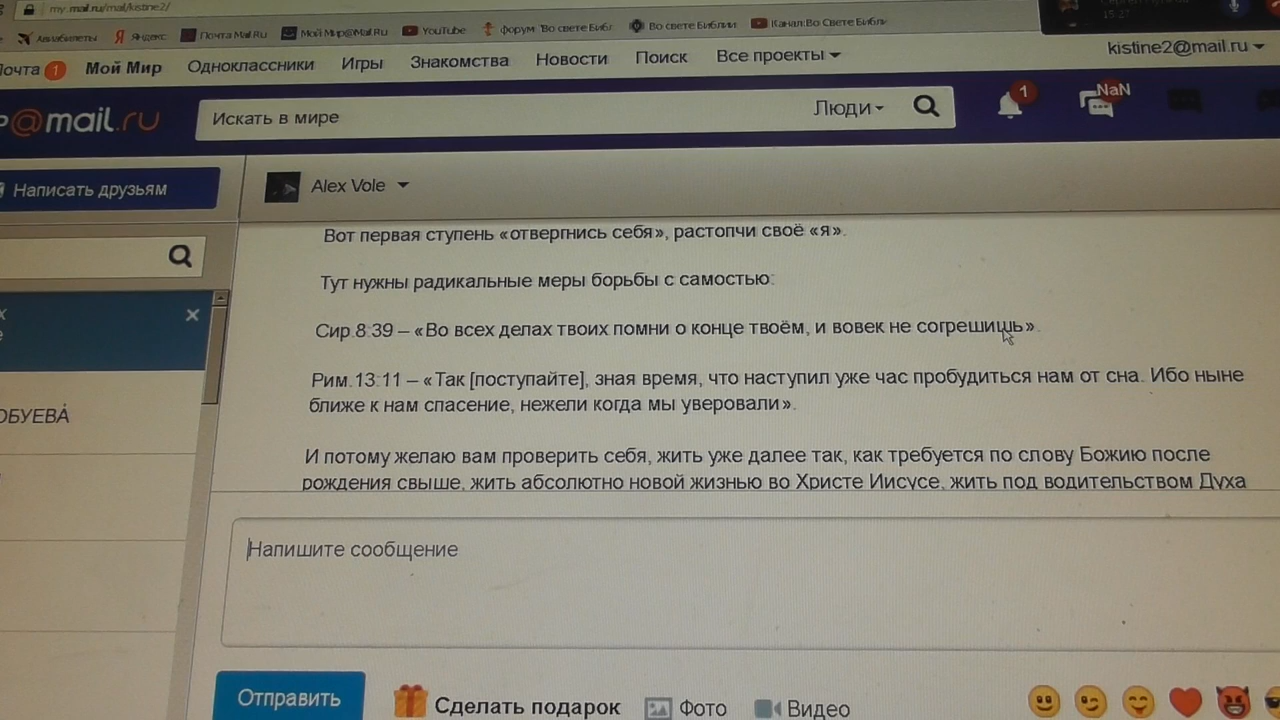 my.mail.ru/mail/kistine2/
Авиабилеты Яндекс Почта Mail.Ru Мой Мир@Mail.Ru YouTube форум "Во свете Библ Во свете Библии Канал:Во Свете Библ
15:27
Почта 1 Мой Мир Одноклассники Игры Знакомства Новости Поиск Все проекты kistine2@mail.ru
Р@mail.ru Искать в мире Люди 1 NaN
Написать друзьям Alex Vole
Вот первая ступень «отвергнись себя», растопчи своё «я».
Тут нужны радикальные меры борьбы с самостью:
Сир.8:39 – «Во всех делах твоих помни о конце твоём, и вовек не согрешишь».
Рим.13:11 – «Так [поступайте], зная время, что наступил уже час пробудиться нам от сна. Ибо ныне
ближе к нам спасение, нежели когда мы уверовали».
ОБУЕВА
И потому желаю вам проверить себя, жить уже далее так, как требуется по слову Божию после
рождения свыше, жить абсолютно новой жизнью во Христе Иисусе, жить под водительством Духа
Напишите сообщение
Отправить Сделать подарок Фото Видео